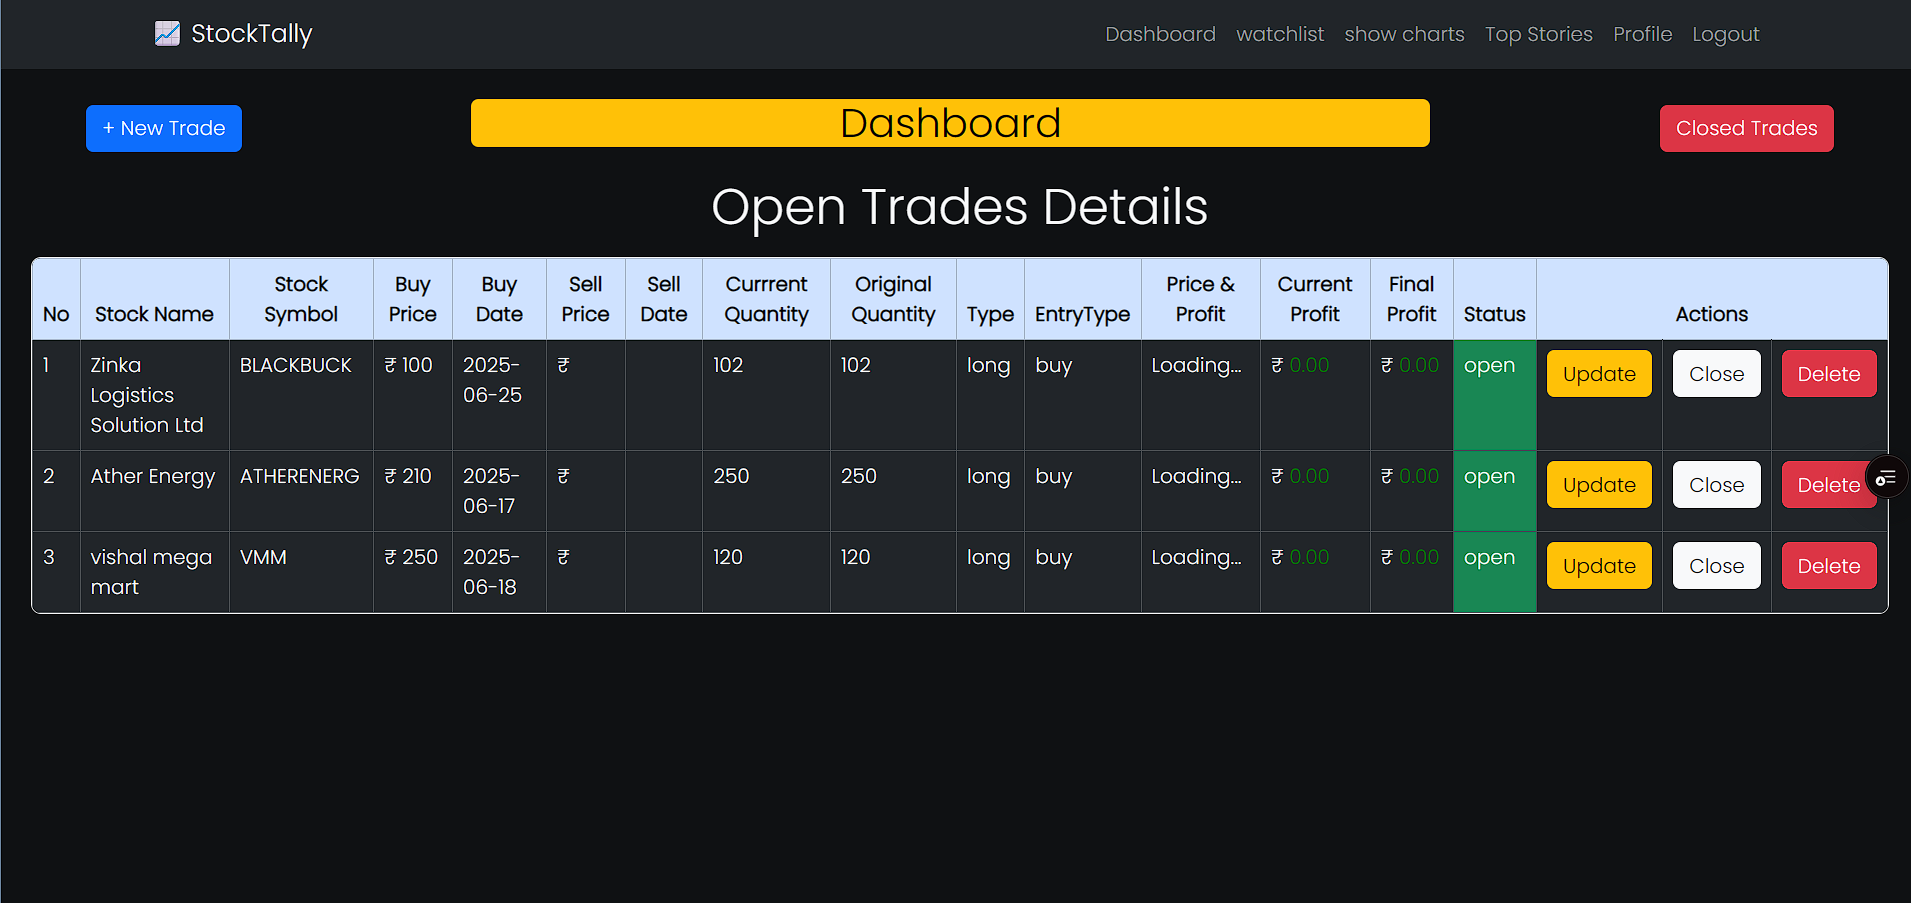 StockTally
Dashboard watchlist show charts Top Stories Profile Logout
+ New Trade
Dashboard
Closed Trades
Open Trades Details
No Stock Name Stock Symbol Buy Price Buy Date Sell Price Sell Date Currrent Quantity Original Quantity Type EntryType Price & Profit Current Profit Final Profit Status Actions
1 Zinka Logistics Solution Ltd BLACKBUCK ₹ 100 2025-06-25 ₹ 102 102 long buy Loading... ₹ 0.00 ₹ 0.00 open Update Close Delete
2 Ather Energy ATHERENERG ₹ 210 2025-06-17 ₹ 250 250 long buy Loading... ₹ 0.00 ₹ 0.00 open Update Close Delete
3 vishal mega mart VMM ₹ 250 2025-06-18 ₹ 120 120 long buy Loading... ₹ 0.00 ₹ 0.00 open Update Close Delete